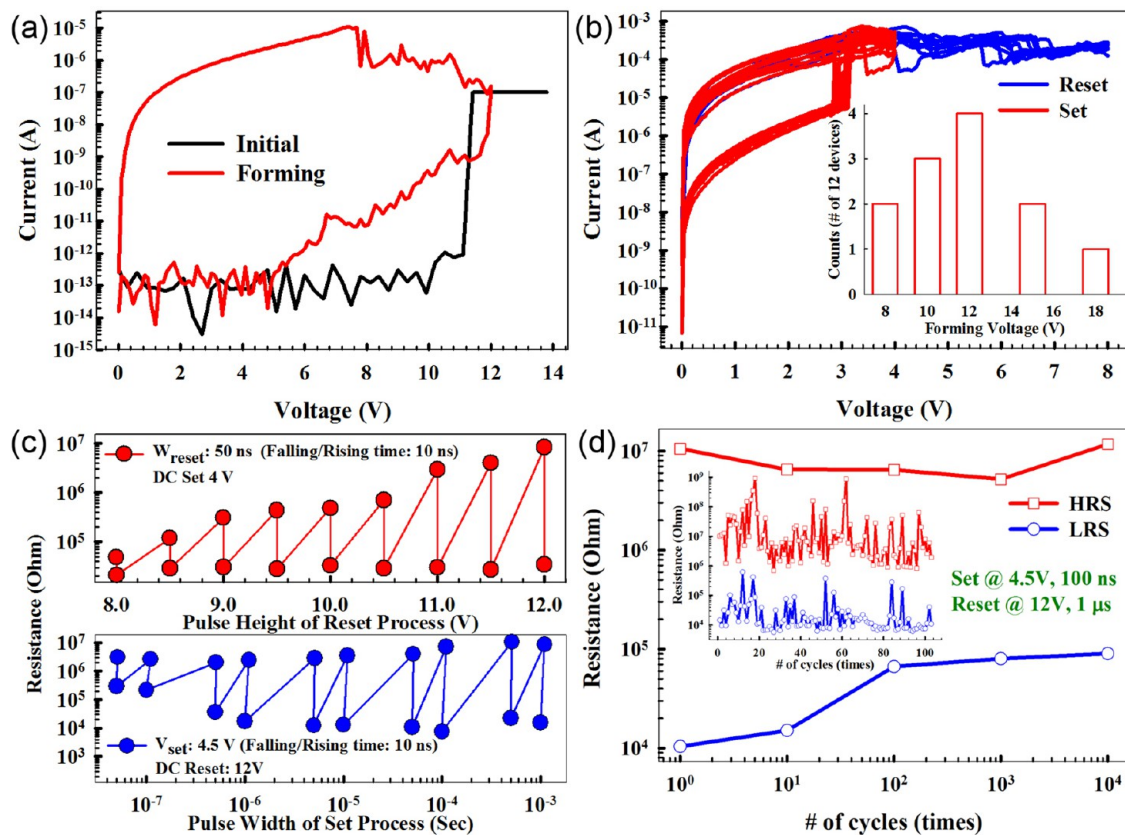 (a)
10⁻⁴
10⁻⁵
10⁻⁶
10⁻⁷
10⁻⁸
10⁻⁹
10⁻¹⁰
10⁻¹¹
10⁻¹²
10⁻¹³
10⁻¹⁴
10⁻¹⁵
Current (A)
Initial
Forming
0 2 4 6 8 10 12 14
Voltage (V)
(b)
10⁻³
10⁻⁴
10⁻⁵
10⁻⁶
10⁻⁷
10⁻⁸
10⁻⁹
10⁻¹⁰
10⁻¹¹
Current (A)
Reset
Set
Counts (# of 12 devices)
4
3
2
1
0
8 10 12 14 16 18
Forming Voltage (V)
0 1 2 3 4 5 6 7 8
Voltage (V)
(c)
10⁷
10⁶
10⁵
W_reset: 50 ns (Falling/Rising time: 10 ns)
DC Set 4 V
8.0 9.0 10.0 11.0 12.0
Pulse Height of Reset Process (V)
Resistance (Ohm)
10⁷
10⁶
10⁵
10⁴
10³
V_set: 4.5 V (Falling/Rising time: 10 ns)
DC Reset: 12V
10⁻⁷ 10⁻⁶ 10⁻⁵ 10⁻⁴ 10⁻³
Pulse Width of Set Process (Sec)
(d)
10⁷
10⁶
10⁵
10⁴
Resistance (Ohm)
HRS
LRS
Resistance (Ohm)
10⁹
10⁸
10⁷
10⁶
10⁵
10⁴
0 20 40 60 80 100
# of cycles (times)
Set @ 4.5V, 100 ns
Reset @ 12V, 1 μs
10⁰ 10¹ 10² 10³ 10⁴
# of cycles (times)